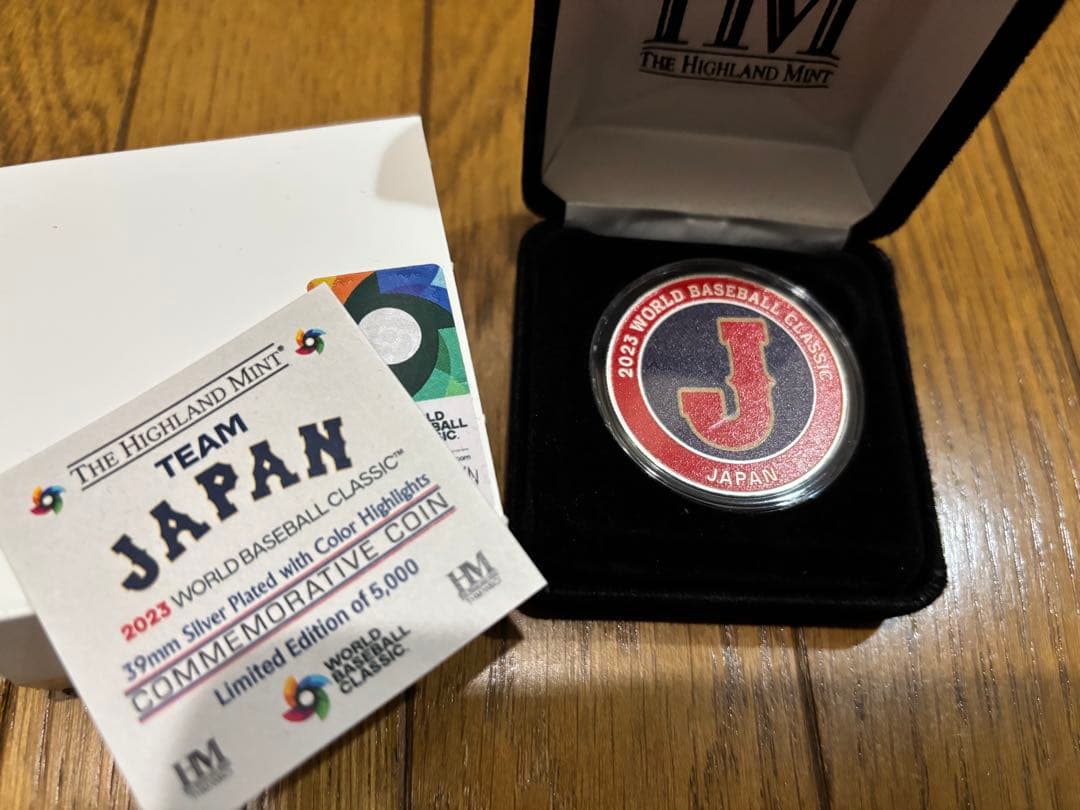 THE HIGHLAND MINT®
TEAM
JAPAN
2023 WORLD BASEBALL CLASSIC™
39mm Silver Plated with Color Highlights
COMMEMORATIVE COIN
Limited Edition of 5,000
WORLD
BASEBALL
CLASSIC
HM
HM
HM
THE HIGHLAND MINT
2023 WORLD BASEBALL CLASSIC
J
JAPAN